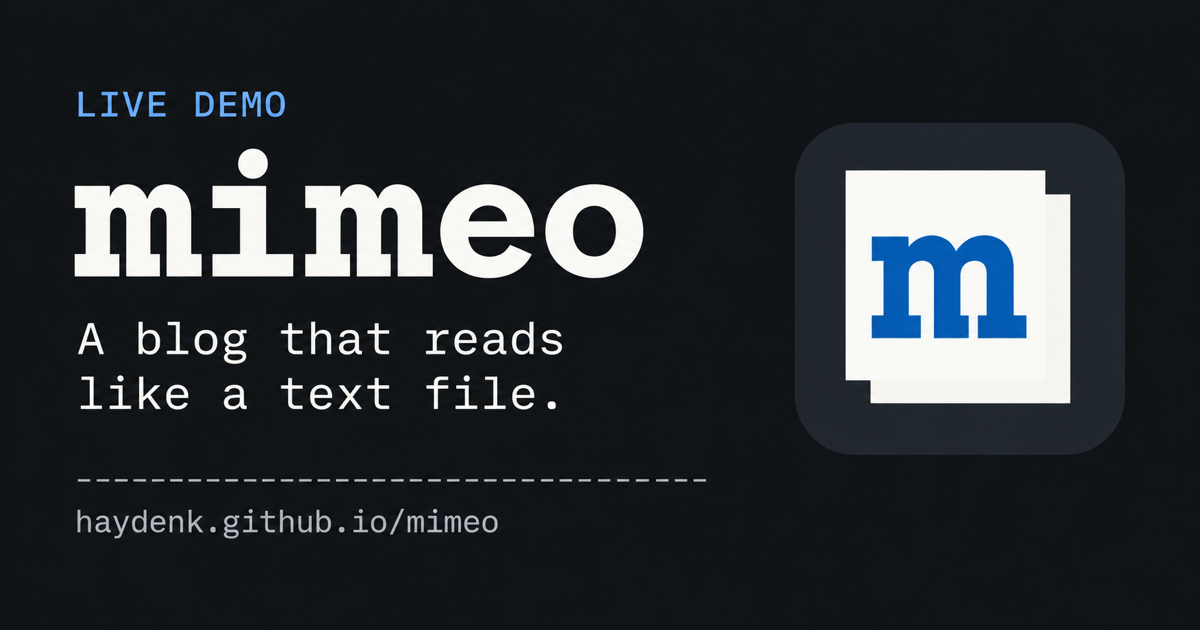 LIVE DEMO
mimeo
A blog that reads
like a text file.
----------------------------------
haydenk.github.io/mimeo
m